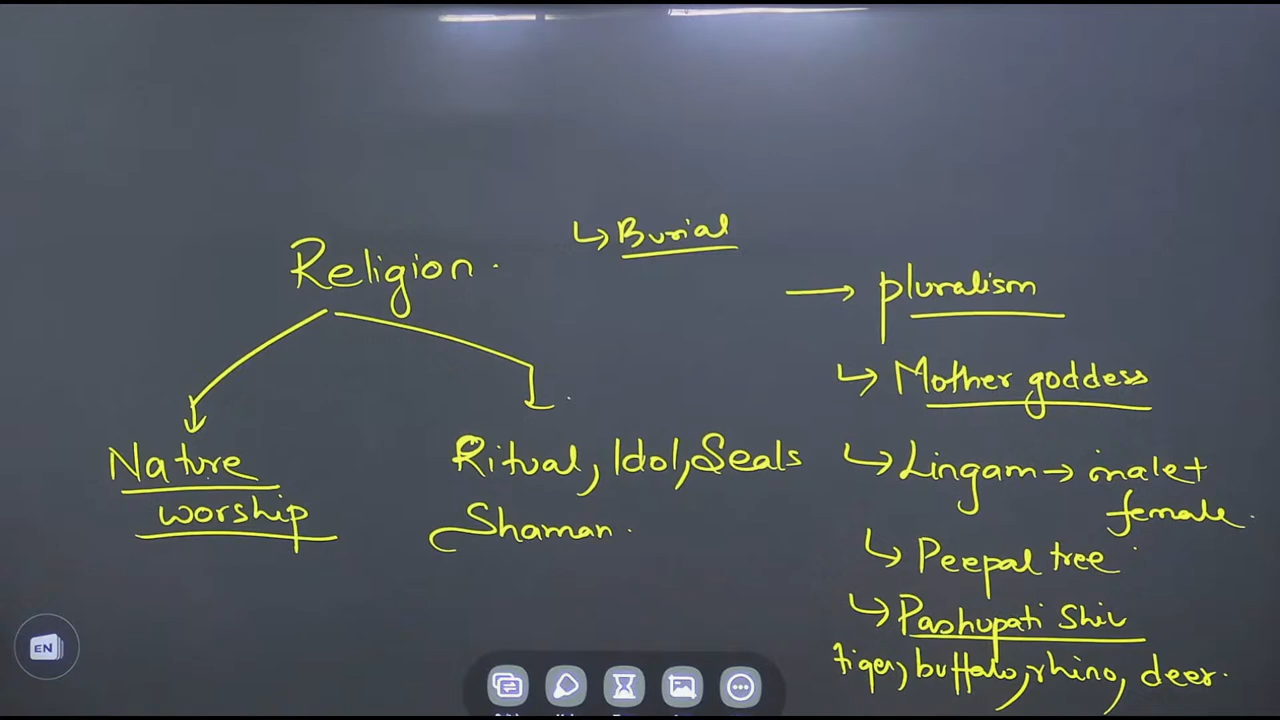 ↳ Burial
Religion.
→ pluralism
↳ Mother goddess
Nature
worship
Ritual, Idol, Seals
Shaman.
↳ Lingam → male +
female.
↳ Peepal tree
↳ Pashupati Shiv
tiger, buffalo, rhino, deer.
EN